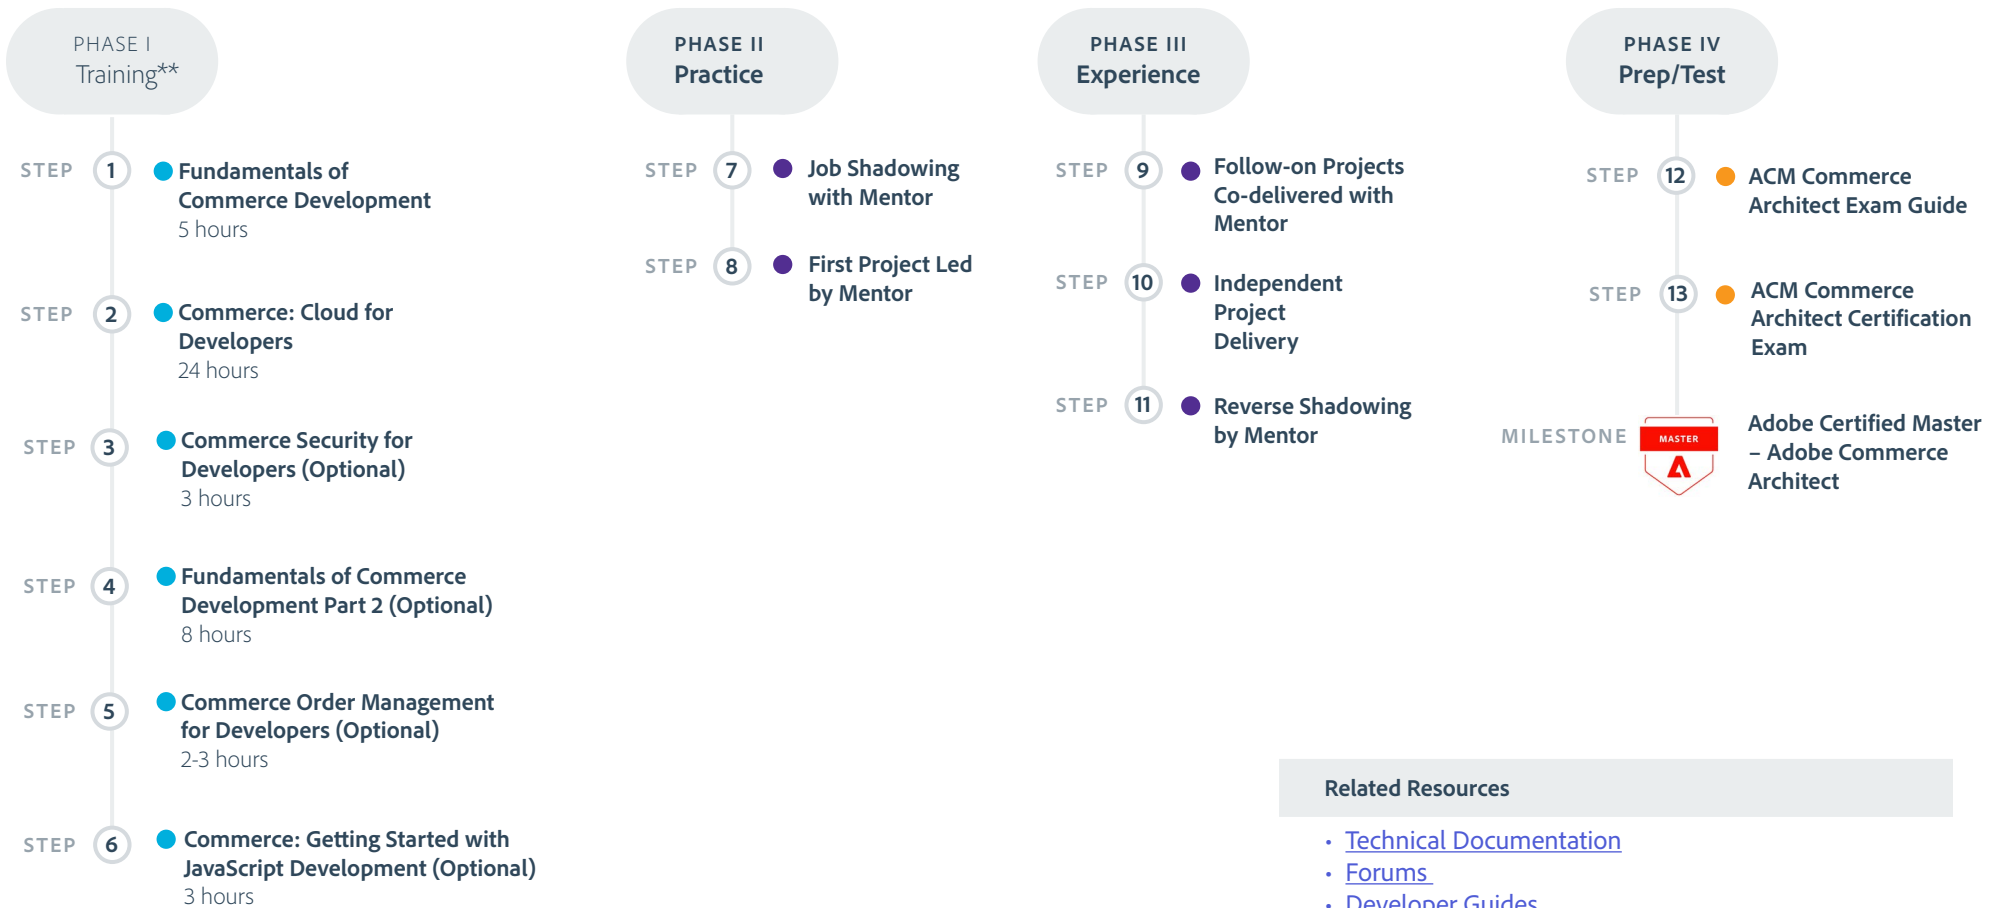 PHASE I
Training**
STEP 1
Fundamentals of
Commerce Development
5 hours
STEP 2
Commerce: Cloud for
Developers
24 hours
STEP 3
Commerce Security for
Developers (Optional)
3 hours
STEP 4
Fundamentals of Commerce
Development Part 2 (Optional)
8 hours
STEP 5
Commerce Order Management
for Developers (Optional)
2-3 hours
STEP 6
Commerce: Getting Started with
JavaScript Development (Optional)
3 hours
PHASE II
Practice
STEP 7
Job Shadowing
with Mentor
STEP 8
First Project Led
by Mentor
PHASE III
Experience
STEP 9
Follow-on Projects
Co-delivered with
Mentor
STEP 10
Independent
Project
Delivery
STEP 11
Reverse Shadowing
by Mentor
PHASE IV
Prep/Test
STEP 12
ACM Commerce
Architect Exam Guide
STEP 13
ACM Commerce
Architect Certification
Exam
MILESTONE
MASTER
Adobe Certified Master
– Adobe Commerce
Architect
Related Resources
• Technical Documentation
• Forums
• Developer Guides